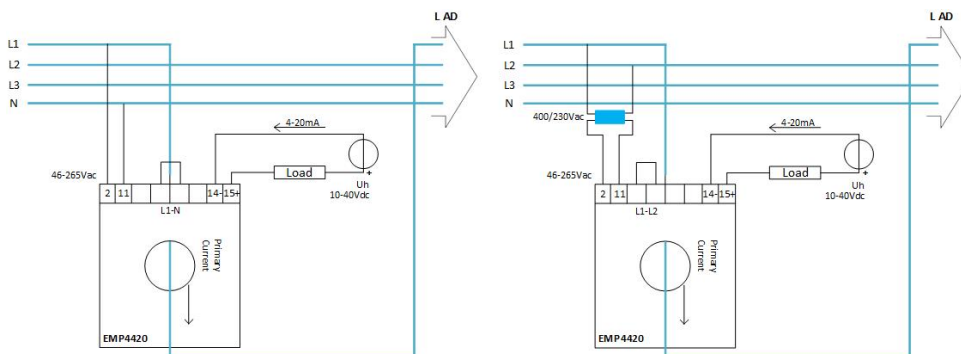 L AD
L1
L2
L3
N
4-20mA
46-265Vac
Load
+
Uh
10-40Vdc
2 11 14- 15+
L1-N
Primary
Current
EMP4420
L AD
L1
L2
L3
N
400/230Vac
4-20mA
46-265Vac
Load
+
Uh
10-40Vdc
2 11 14- 15+
L1-L2
Primary
Current
EMP4420